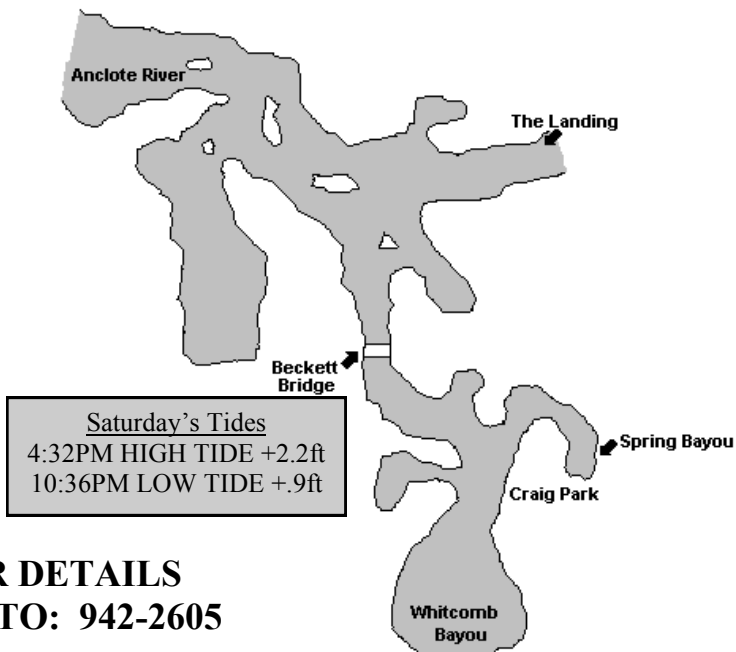 Anclote River
The Landing
Beckett
Bridge
Saturday’s Tides
4:32PM HIGH TIDE +2.2ft
10:36PM LOW TIDE +.9ft
Spring Bayou
Craig Park
R DETAILS
TO: 942-2605
Whitcomb
Bayou